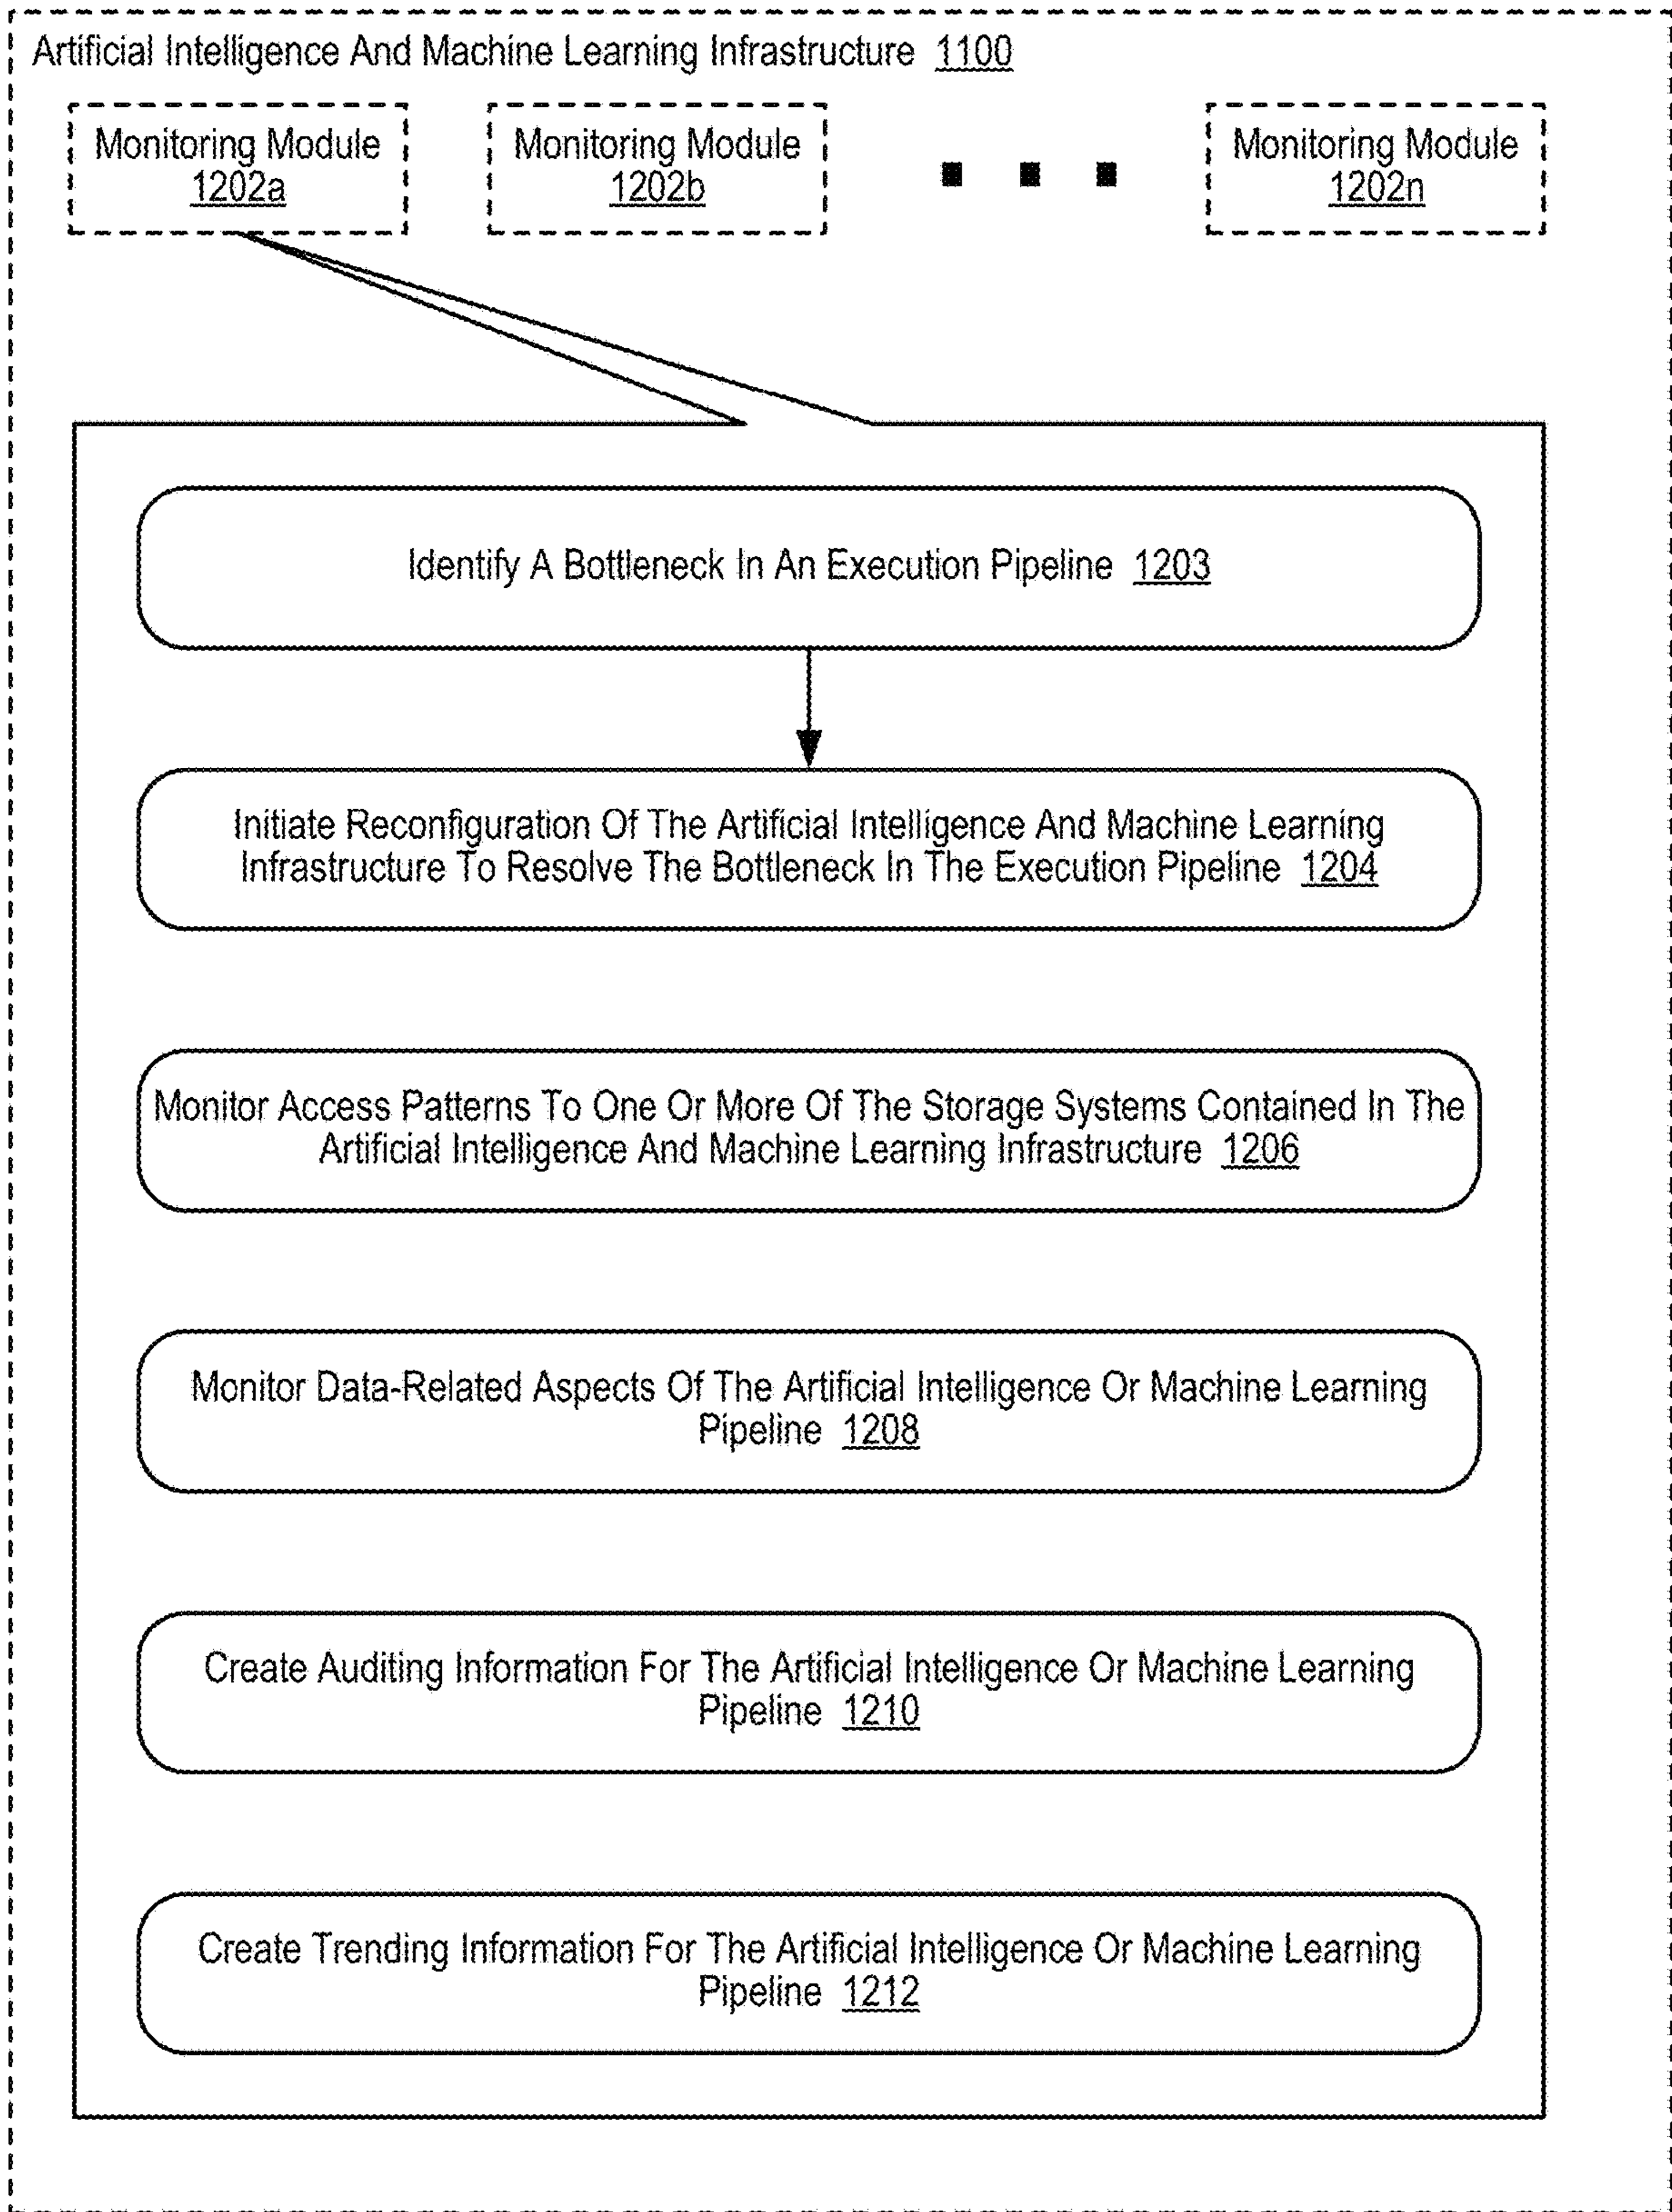 Artificial Intelligence And Machine Learning Infrastructure 1100
Monitoring Module
1202a
Monitoring Module
1202b
Monitoring Module
1202n
Identify A Bottleneck In An Execution Pipeline 1203
Initiate Reconfiguration Of The Artificial Intelligence And Machine Learning
Infrastructure To Resolve The Bottleneck In The Execution Pipeline 1204
Monitor Access Patterns To One Or More Of The Storage Systems Contained In The
Artificial Intelligence And Machine Learning Infrastructure 1206
Monitor Data-Related Aspects Of The Artificial Intelligence Or Machine Learning
Pipeline 1208
Create Auditing Information For The Artificial Intelligence Or Machine Learning
Pipeline 1210
Create Trending Information For The Artificial Intelligence Or Machine Learning
Pipeline 1212